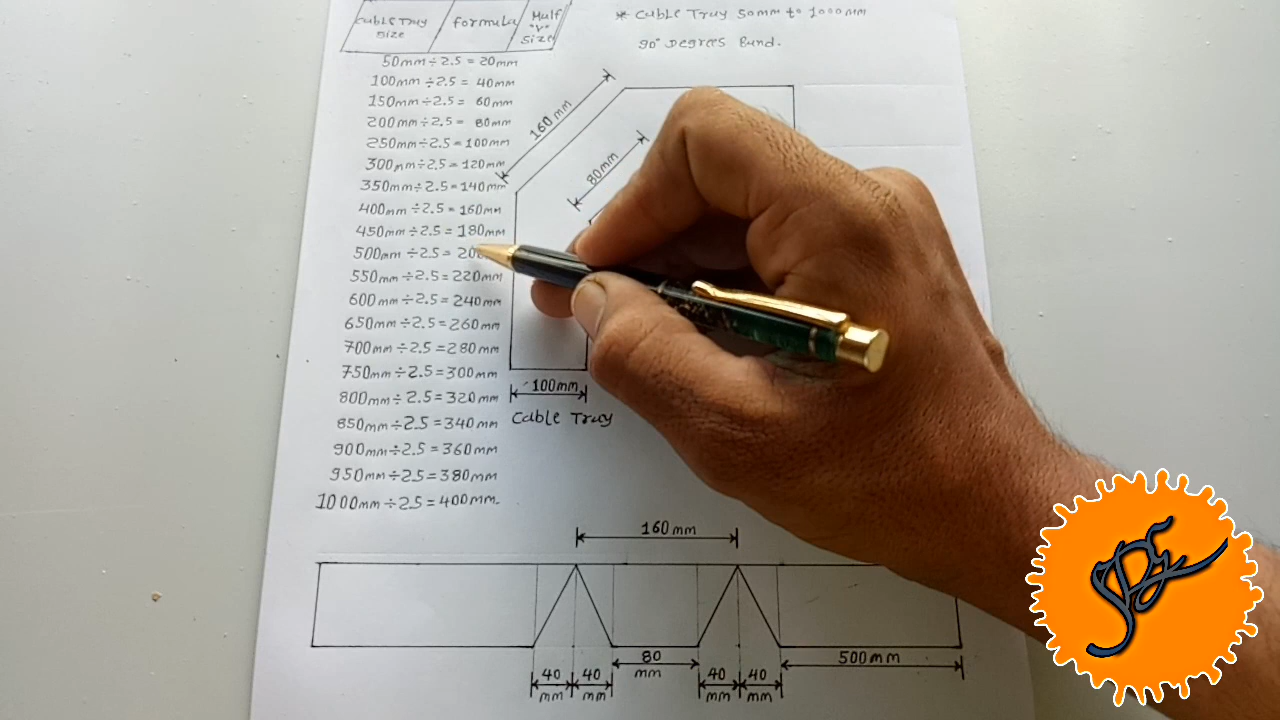 Cable Tray Size
formula
Half "V" Size
* Cable Tray 50mm to 1000mm
90° Degrees Bend.
50mm÷2.5 = 20mm
100mm ÷2.5 = 40mm
150mm÷2.5 = 60mm
200mm÷2.5 = 80mm
250mm÷2.5=100mm
300mm÷2.5=120mm
350mm÷2.5=140mm
400mm÷2.5=160mm
450mm÷2.5=180mm
500mm÷2.5=
550mm÷2.5=220mm
600mm÷2.5=240mm
650mm÷2.5=260mm
700mm÷2.5=280mm
750mm÷2.5=300mm
800mm÷2.5=320mm
850mm÷2.5=340mm
900mm÷2.5=360mm
950mm÷2.5=380mm
1000mm÷2.5=400mm.
160mm
80mm
100mm
Cable Tray
160mm
40 mm
40 mm
80 mm
40 mm
40 mm
500mm